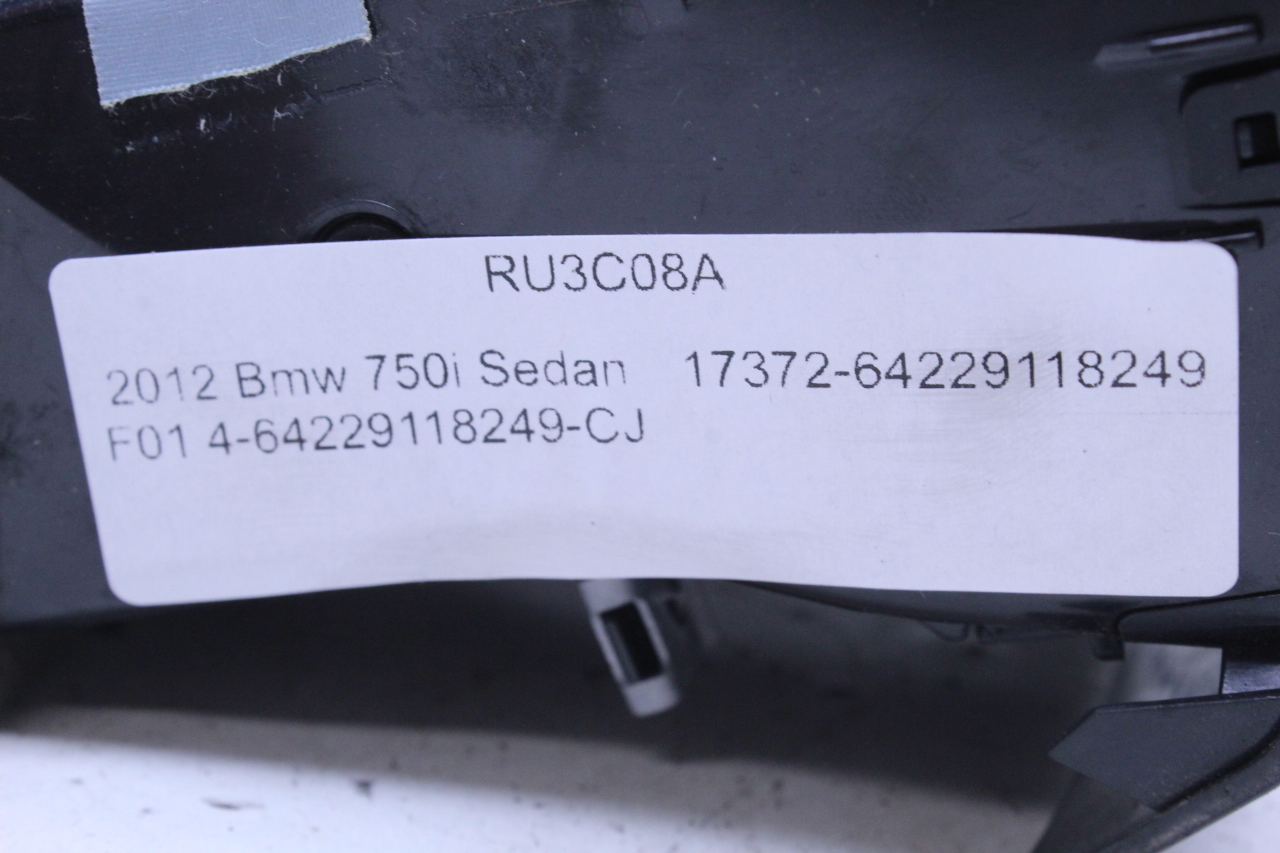 RU3C08A
2012 Bmw 750i Sedan 17372-64229118249
F01 4-64229118249-CJ